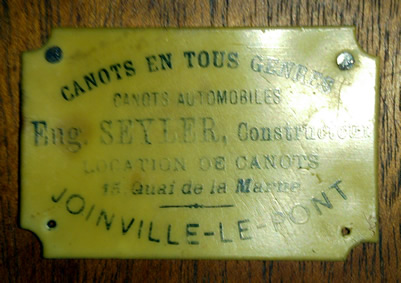 CANOTS EN TOUS GENRES
CANOTS AUTOMOBILES
Eug. SEYLER, Constructeur
LOCATION DE CANOTS
Quai de la Marne
JOINVILLE-LE-PONT